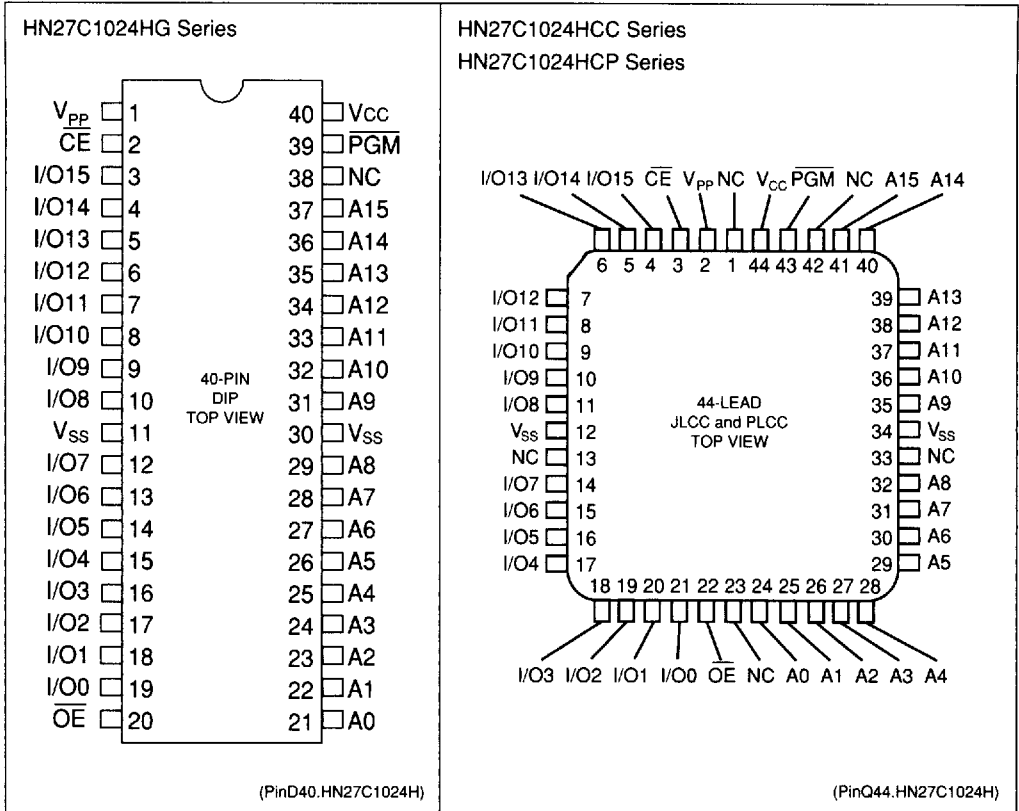 HN27C1024HG Series
VPP 1 40 VCC
CE 2 39 PGM
I/O15 3 38 NC
I/O14 4 37 A15
I/O13 5 36 A14
I/O12 6 35 A13
I/O11 7 34 A12
I/O10 8 33 A11
I/O9 9 32 A10
I/O8 10 31 A9
VSS 11 30 VSS
I/O7 12 29 A8
I/O6 13 28 A7
I/O5 14 27 A6
I/O4 15 26 A5
I/O3 16 25 A4
I/O2 17 24 A3
I/O1 18 23 A2
I/O0 19 22 A1
OE 20 21 A0
40-PIN
DIP
TOP VIEW
(PinD40.HN27C1024H)
HN27C1024HCC Series
HN27C1024HCP Series
I/O13 I/O14 I/O15 CE VPP NC VCC PGM NC A15 A14
6 5 4 3 2 1 44 43 42 41 40
I/O12 7 39 A13
I/O11 8 38 A12
I/O10 9 37 A11
I/O9 10 36 A10
I/O8 11 35 A9
VSS 12 34 VSS
NC 13 33 NC
I/O7 14 32 A8
I/O6 15 31 A7
I/O5 16 30 A6
I/O4 17 29 A5
44-LEAD
JLCC and PLCC
TOP VIEW
18 19 20 21 22 23 24 25 26 27 28
I/O3 I/O2 I/O1 I/O0 OE NC A0 A1 A2 A3 A4
(PinQ44.HN27C1024H)